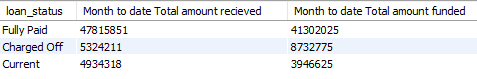 loan_status Month to date Total amount recieved Month to date Total amount funded
Fully Paid 47815851 41302025
Charged Off 5324211 8732775
Current 4934318 3946625